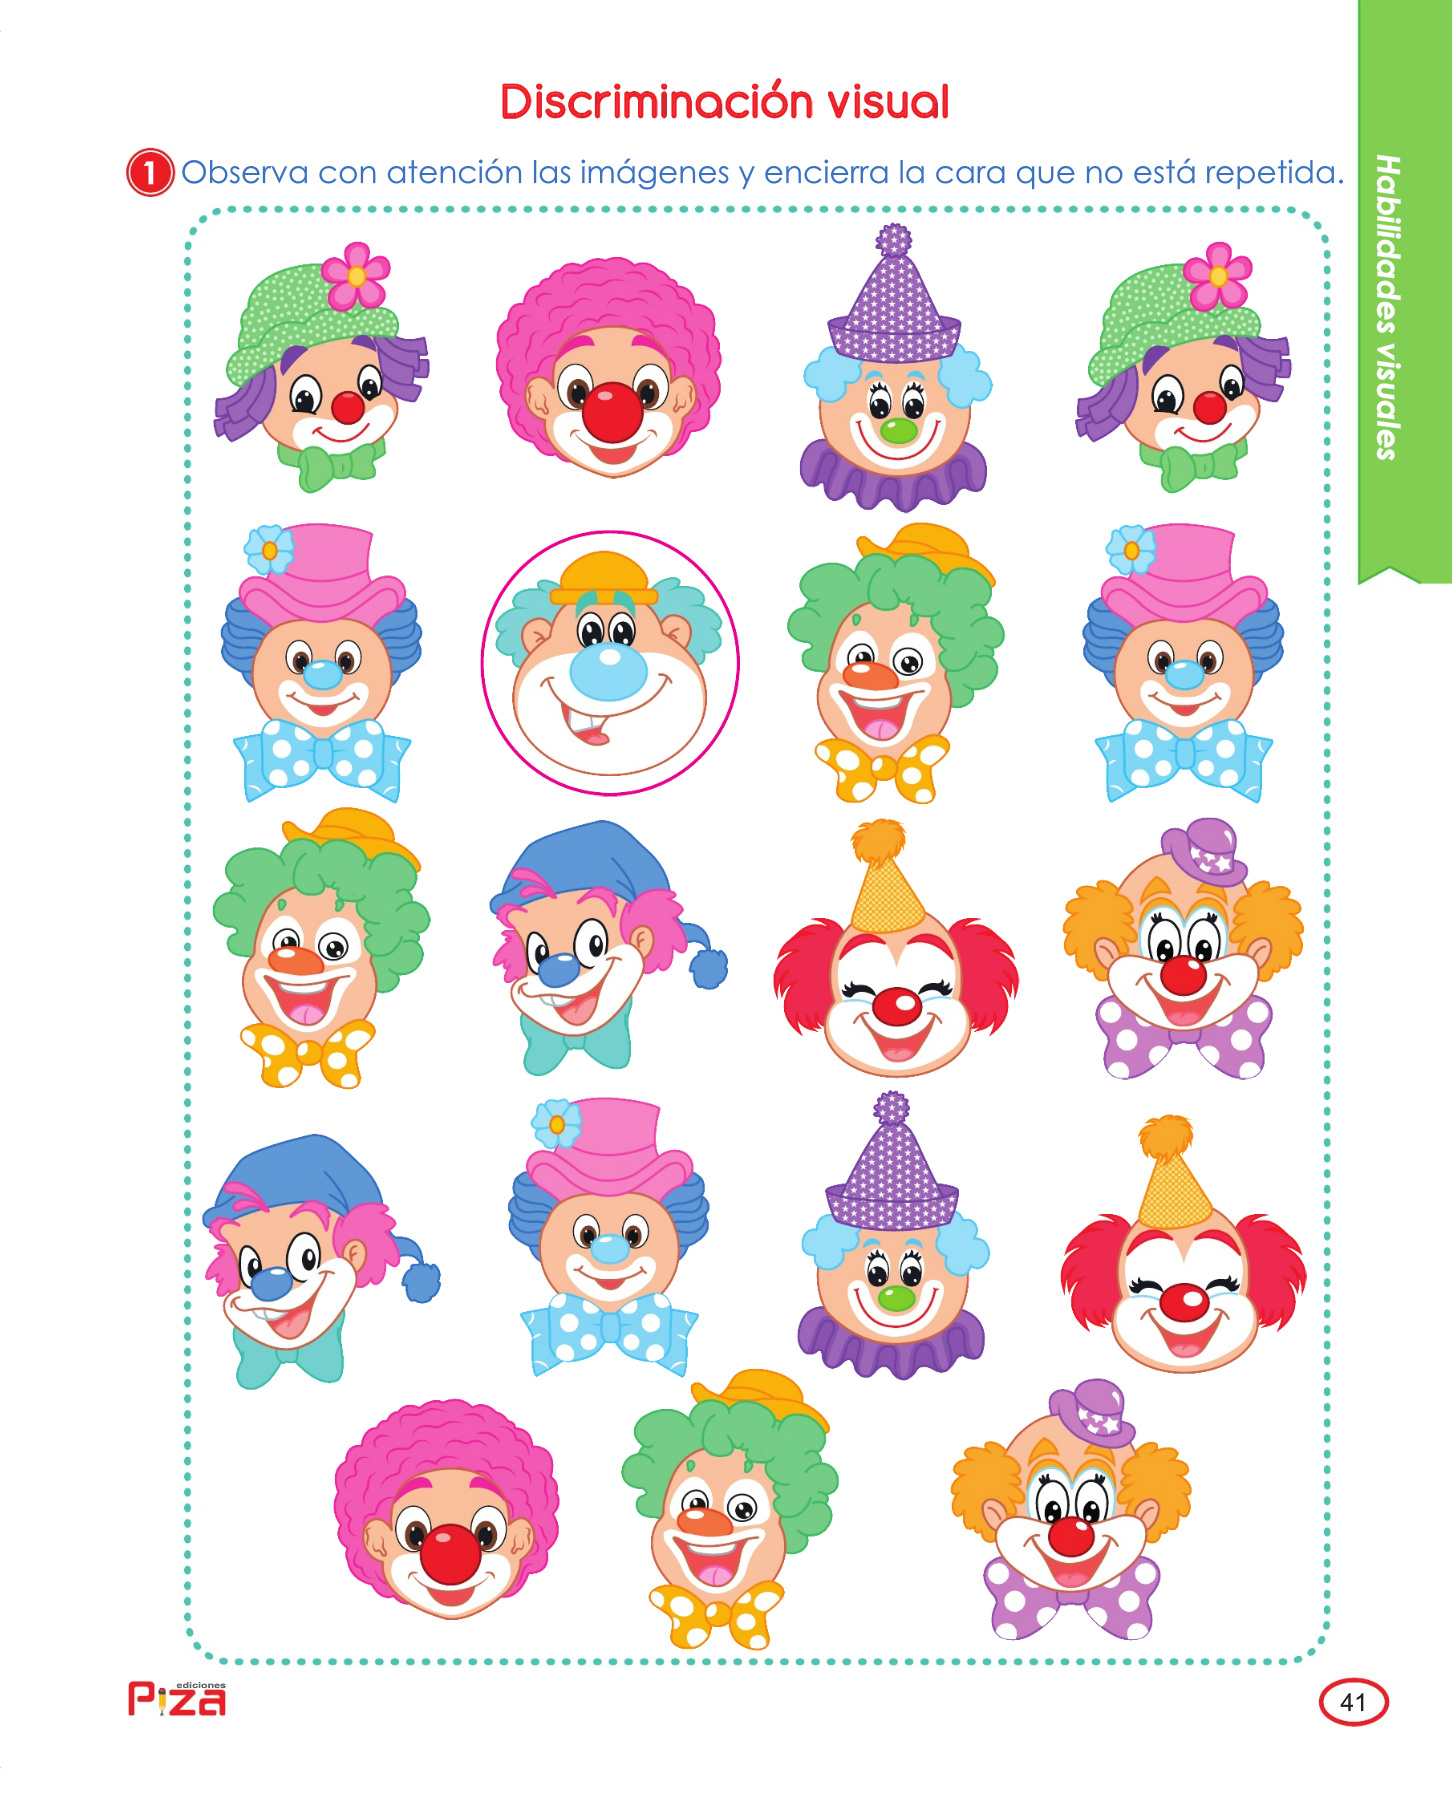 Discriminación visual
1 Observa con atención las imágenes y encierra la cara que no está repetida.
Habilidades visuales
ediciones
Piza
41